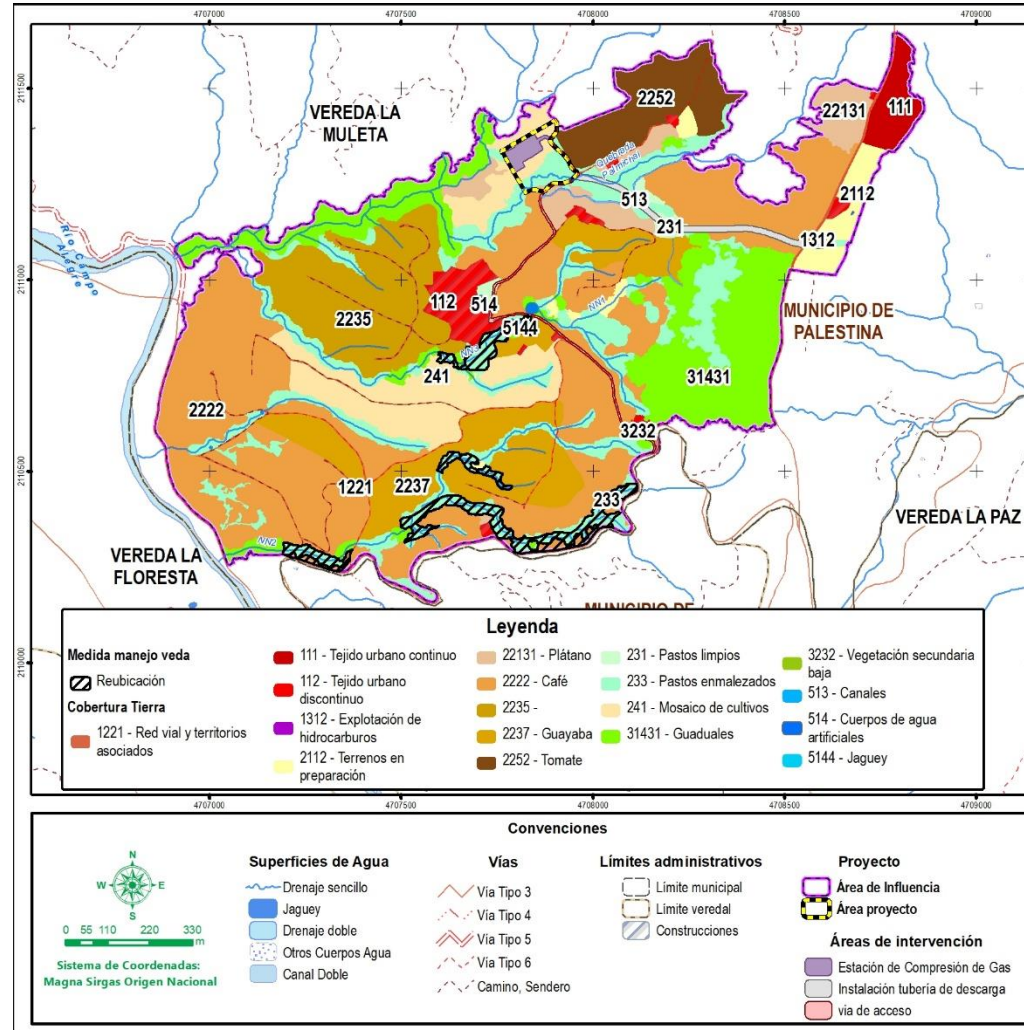 4707000 4707500 4708000 4708500 4709000
2111500
2111000
2110500
2110000
VEREDA LA
MULETA
2252
22131
111
Quebrada
Palmichal
2112
513
231
1312
Río Campo
Alegre
112
514
NN1
MUNICIPIO DE
PALESTINA
2235
5144
241
31431
2222
3232
1221
2237
233
VEREDA LA PAZ
NN2
VEREDA LA
FLORESTA
MUNICIPIO DE
Leyenda
Medida manejo veda
Reubicación
Cobertura Tierra
1221 - Red vial y territorios
asociados
111 - Tejido urbano continuo
112 - Tejido urbano
discontinuo
1312 - Explotación de
hidrocarburos
2112 - Terrenos en
preparación
22131 - Plátano
2222 - Café
2235 -
2237 - Guayaba
2252 - Tomate
231 - Pastos limpios
233 - Pastos enmalezados
241 - Mosaico de cultivos
31431 - Guaduales
3232 - Vegetación secundaria
baja
513 - Canales
514 - Cuerpos de agua
artificiales
5144 - Jaguey
4707000 4707500 4708000 4708500 4709000
Convenciones
N
W E
S
0 55 110 220 330
m
Sistema de Coordenadas:
Magna Sirgas Origen Nacional
Superficies de Agua
Drenaje sencillo
Jaguey
Drenaje doble
Otros Cuerpos Agua
Canal Doble
Vías
Vía Tipo 3
Vía Tipo 4
Vía Tipo 5
Vía Tipo 6
Camino, Sendero
Límites administrativos
Límite municipal
Límite veredal
Construcciones
Proyecto
Área de Influencia
Área proyecto
Áreas de intervención
Estación de Compresión de Gas
Instalación tubería de descarga
vía de acceso